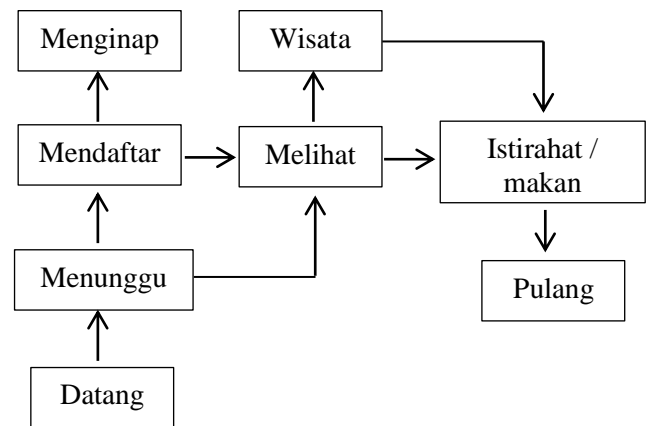 Menginap
Wisata
Mendaftar
Melihat
Istirahat /
makan
Menunggu
Pulang
Datang